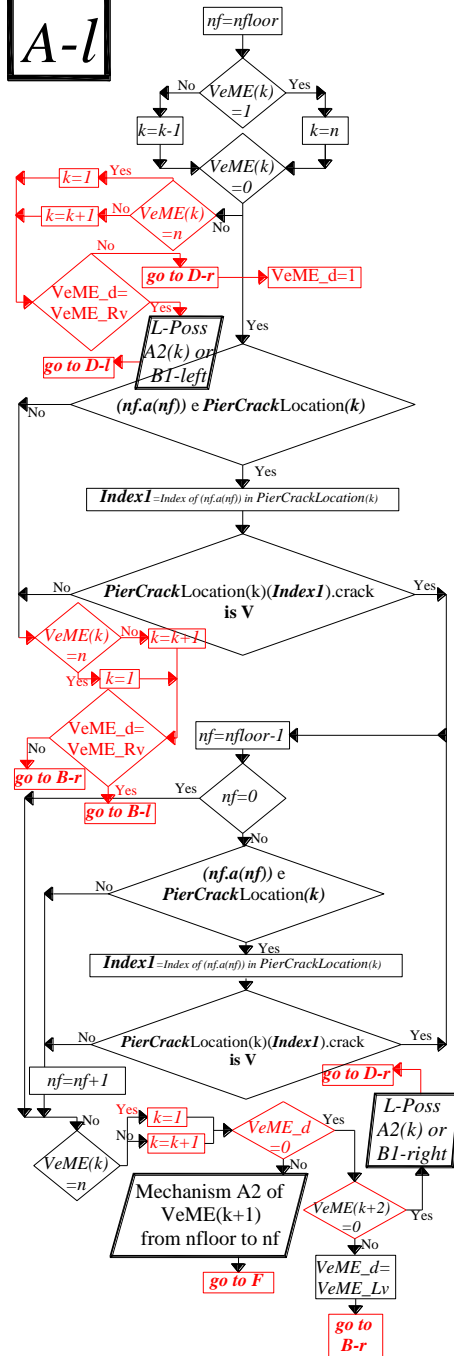 A-l
nf=nfloor
VeME(k)
=1
No
Yes
k=k-1
k=n
VeME(k)
=0
Yes
k=1
k=k+1
No
VeME(k)
=n
No
No
go to D-r
VeME_d=1
VeME_d=
VeME_Rv
Yes
L-Poss
A2(k) or
B1-left
go to D-l
Yes
(nf.a(nf)) e PierCrackLocation(k)
No
Yes
Index1=Index of (nf.a(nf)) in PierCrackLocation(k)
PierCrackLocation(k)(Index1).crack
is V
No
Yes
VeME(k)
=n
No
k=k+1
Yes
k=1
VeME_d=
VeME_Rv
No
go to B-r
Yes
go to B-l
nf=nfloor-1
Yes
nf=0
No
(nf.a(nf)) e
PierCrackLocation(k)
No
Yes
Index1=Index of (nf.a(nf)) in PierCrackLocation(k)
PierCrackLocation(k)(Index1).crack
is V
No
Yes
nf=nf+1
No
VeME(k)
=n
Yes
k=1
No
k=k+1
VeME_d
=0
Yes
No
go to D-r
L-Poss
A2(k) or
B1-right
Mechanism A2 of
VeME(k+1)
from nfloor to nf
go to F
VeME(k+2)
=0
Yes
No
VeME_d=
VeME_Lv
go to
B-r